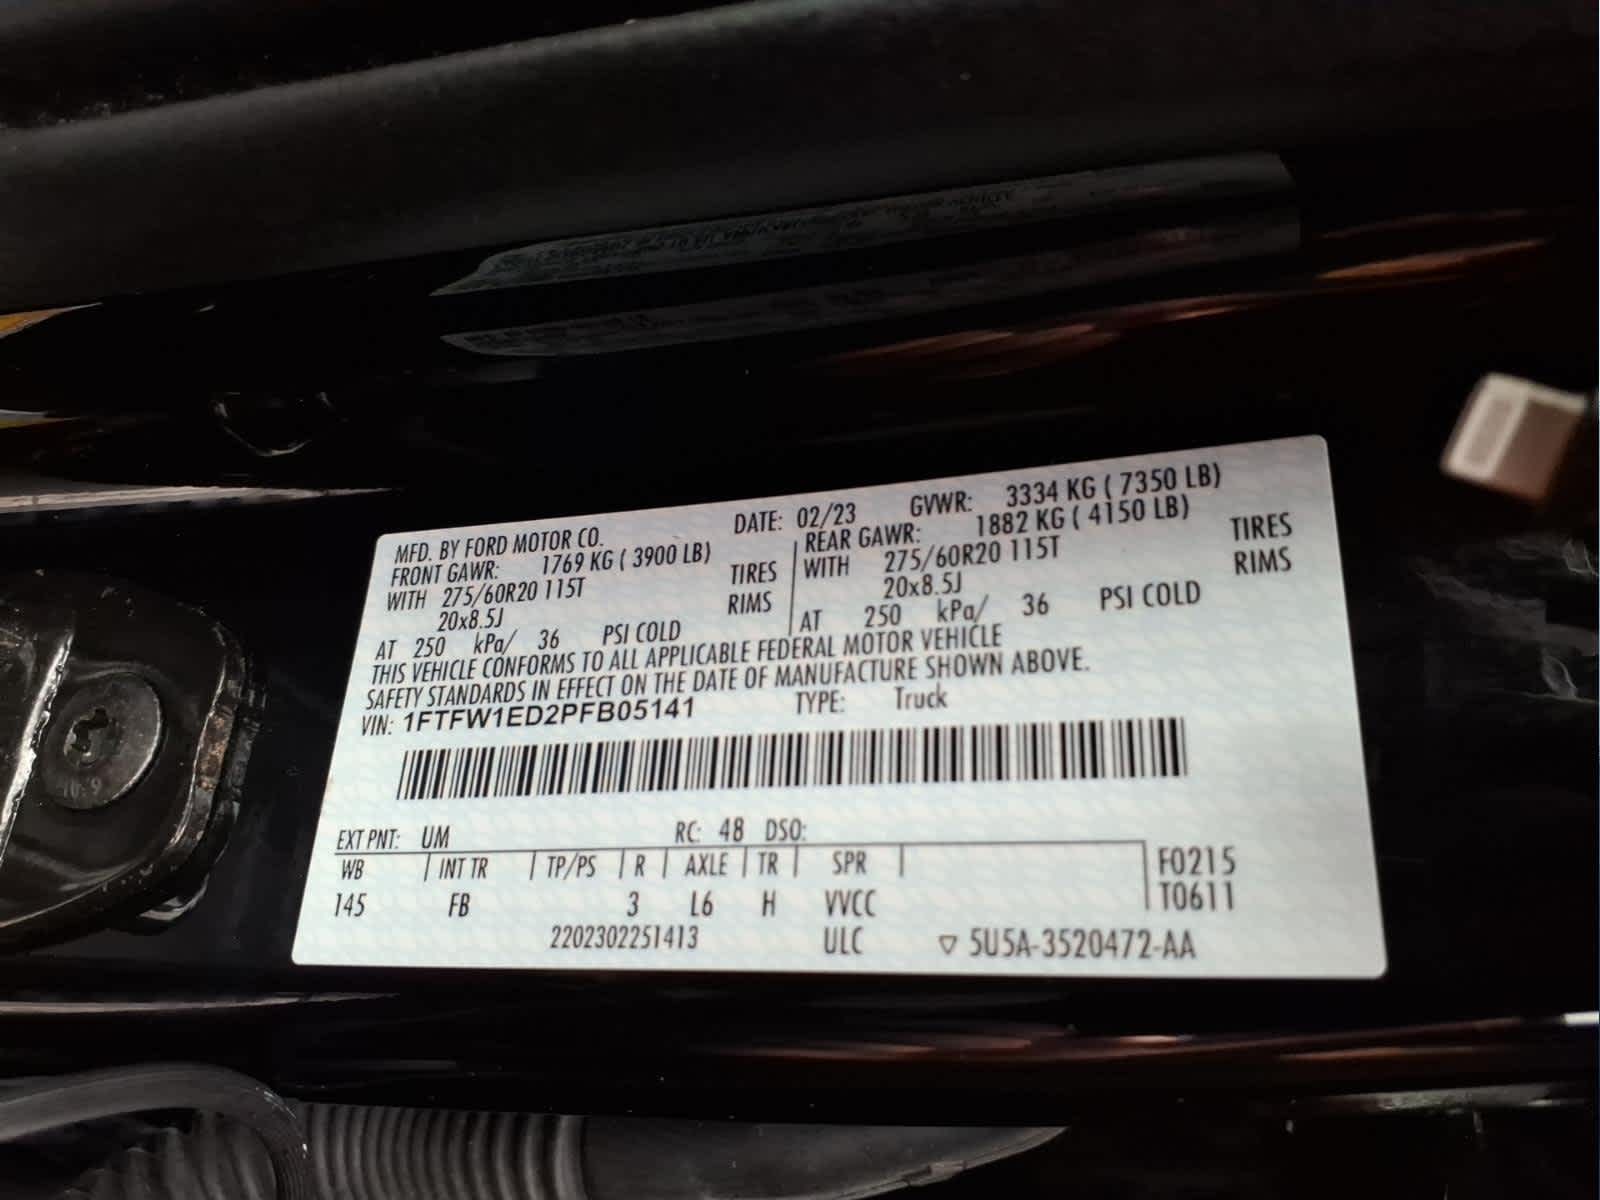 MFD. BY FORD MOTOR CO. DATE: 02/23 GVWR: 3334 KG ( 7350 LB)
FRONT GAWR: 1769 KG ( 3900 LB) REAR GAWR: 1882 KG ( 4150 LB)
WITH 275/60R20 115T TIRES WITH 275/60R20 115T TIRES
20x8.5J RIMS 20x8.5J RIMS
AT 250 kPa/ 36 PSI COLD AT 250 kPa/ 36 PSI COLD
THIS VEHICLE CONFORMS TO ALL APPLICABLE FEDERAL MOTOR VEHICLE
SAFETY STANDARDS IN EFFECT ON THE DATE OF MANUFACTURE SHOWN ABOVE.
VIN: 1FTFW1ED2PFB05141 TYPE: Truck
EXT PNT: UM RC: 48 DSO:
WB INT TR TP/PS R AXLE TR SPR F0215
145 FB 3 L6 H VVCC T0611
2202302251413 ULC ▽ 5U5A-3520472-AA
10.9